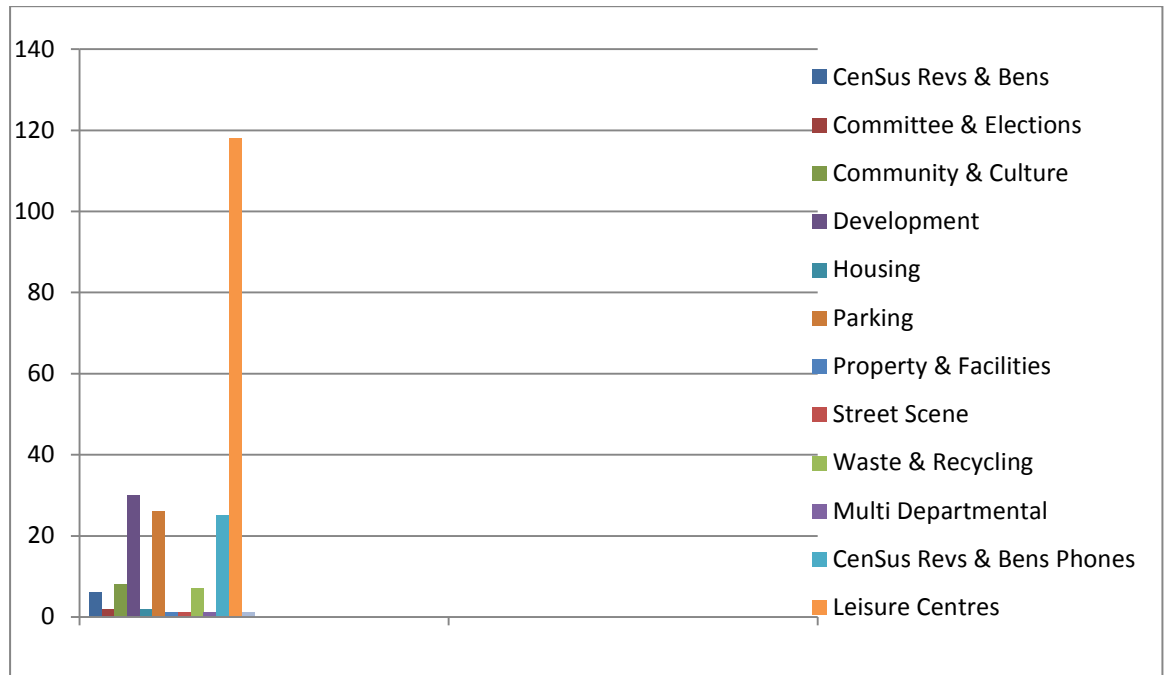 140
120
100
80
60
40
20
0
CenSus Revs & Bens
Committee & Elections
Community & Culture
Development
Housing
Parking
Property & Facilities
Street Scene
Waste & Recycling
Multi Departmental
CenSus Revs & Bens Phones
Leisure Centres